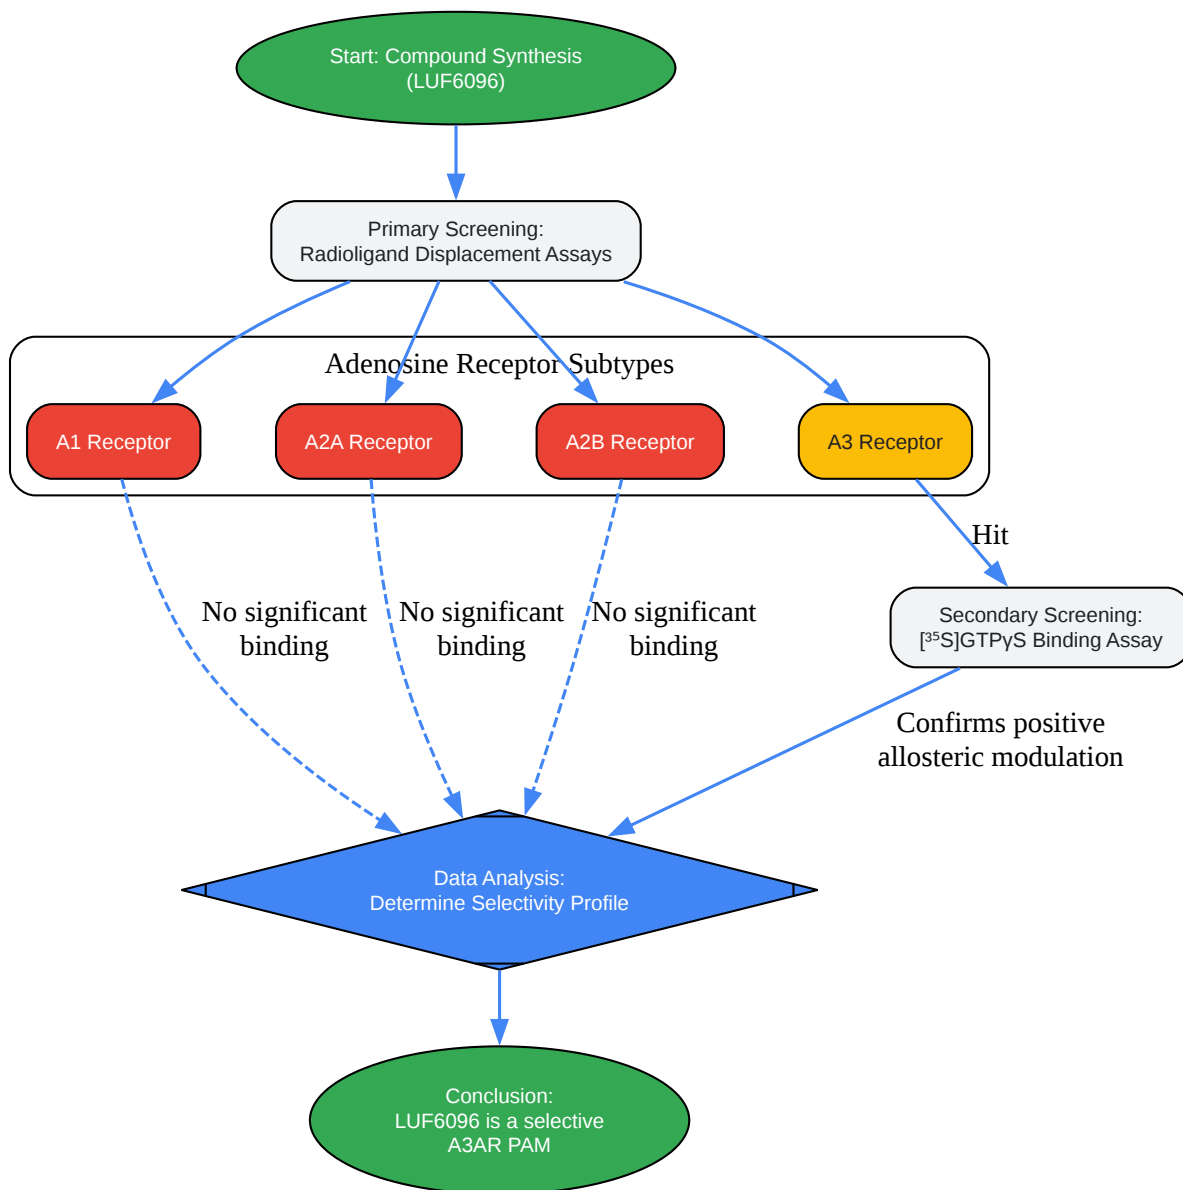 Start: Compound Synthesis
(LUF6096)
Primary Screening:
Radioligand Displacement Assays
Adenosine Receptor Subtypes
A1 Receptor
A2A Receptor
A2B Receptor
A3 Receptor
Hit
No significant
binding
No significant
binding
No significant
binding
Secondary Screening:
[³⁵S]GTPγS Binding Assay
Confirms positive
allosteric modulation
Data Analysis:
Determine Selectivity Profile
Conclusion:
LUF6096 is a selective
A3AR PAM